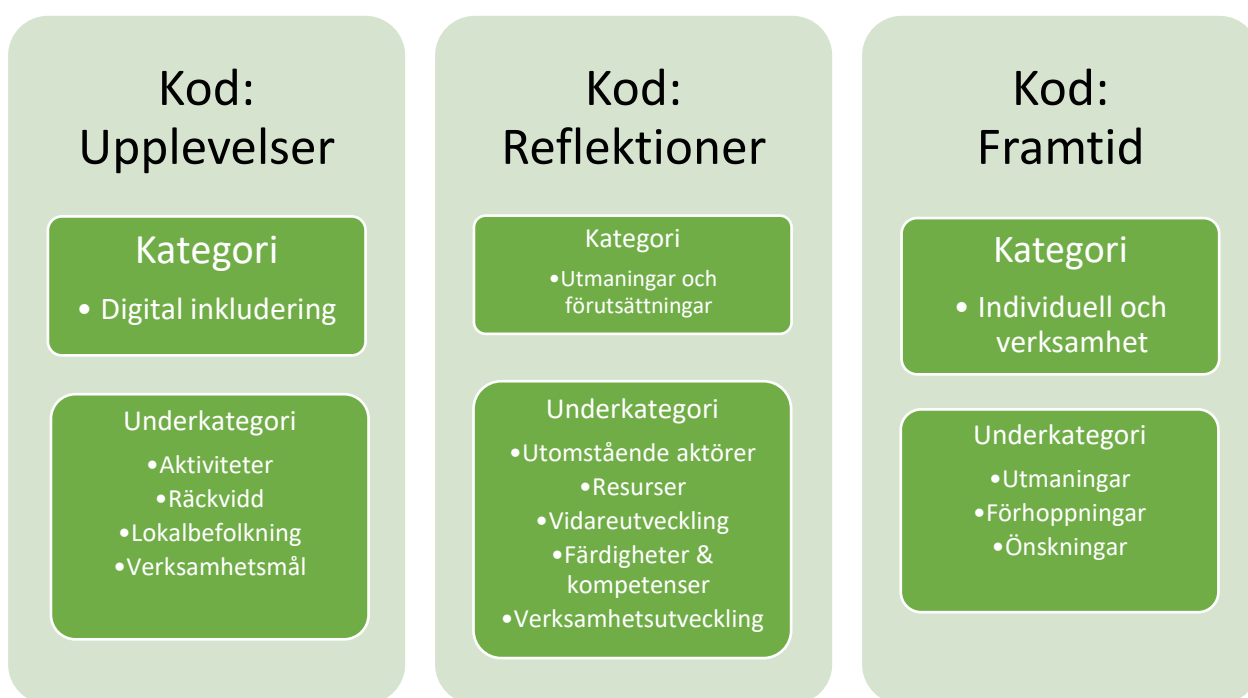 Kod:
Upplevelser
Kategori
• Digital inkludering
Underkategori
•Aktiviteter
•Räckvidd
•Lokalbefolkning
•Verksamhetsmål
Kod:
Reflektioner
Kategori
•Utmaningar och
förutsättningar
Underkategori
•Utomstående aktörer
•Resurser
•Vidareutveckling
•Färdigheter &
kompetenser
•Verksamhetsutveckling
Kod:
Framtid
Kategori
• Individuell och
verksamhet
Underkategori
•Utmaningar
•Förhoppningar
•Önskningar